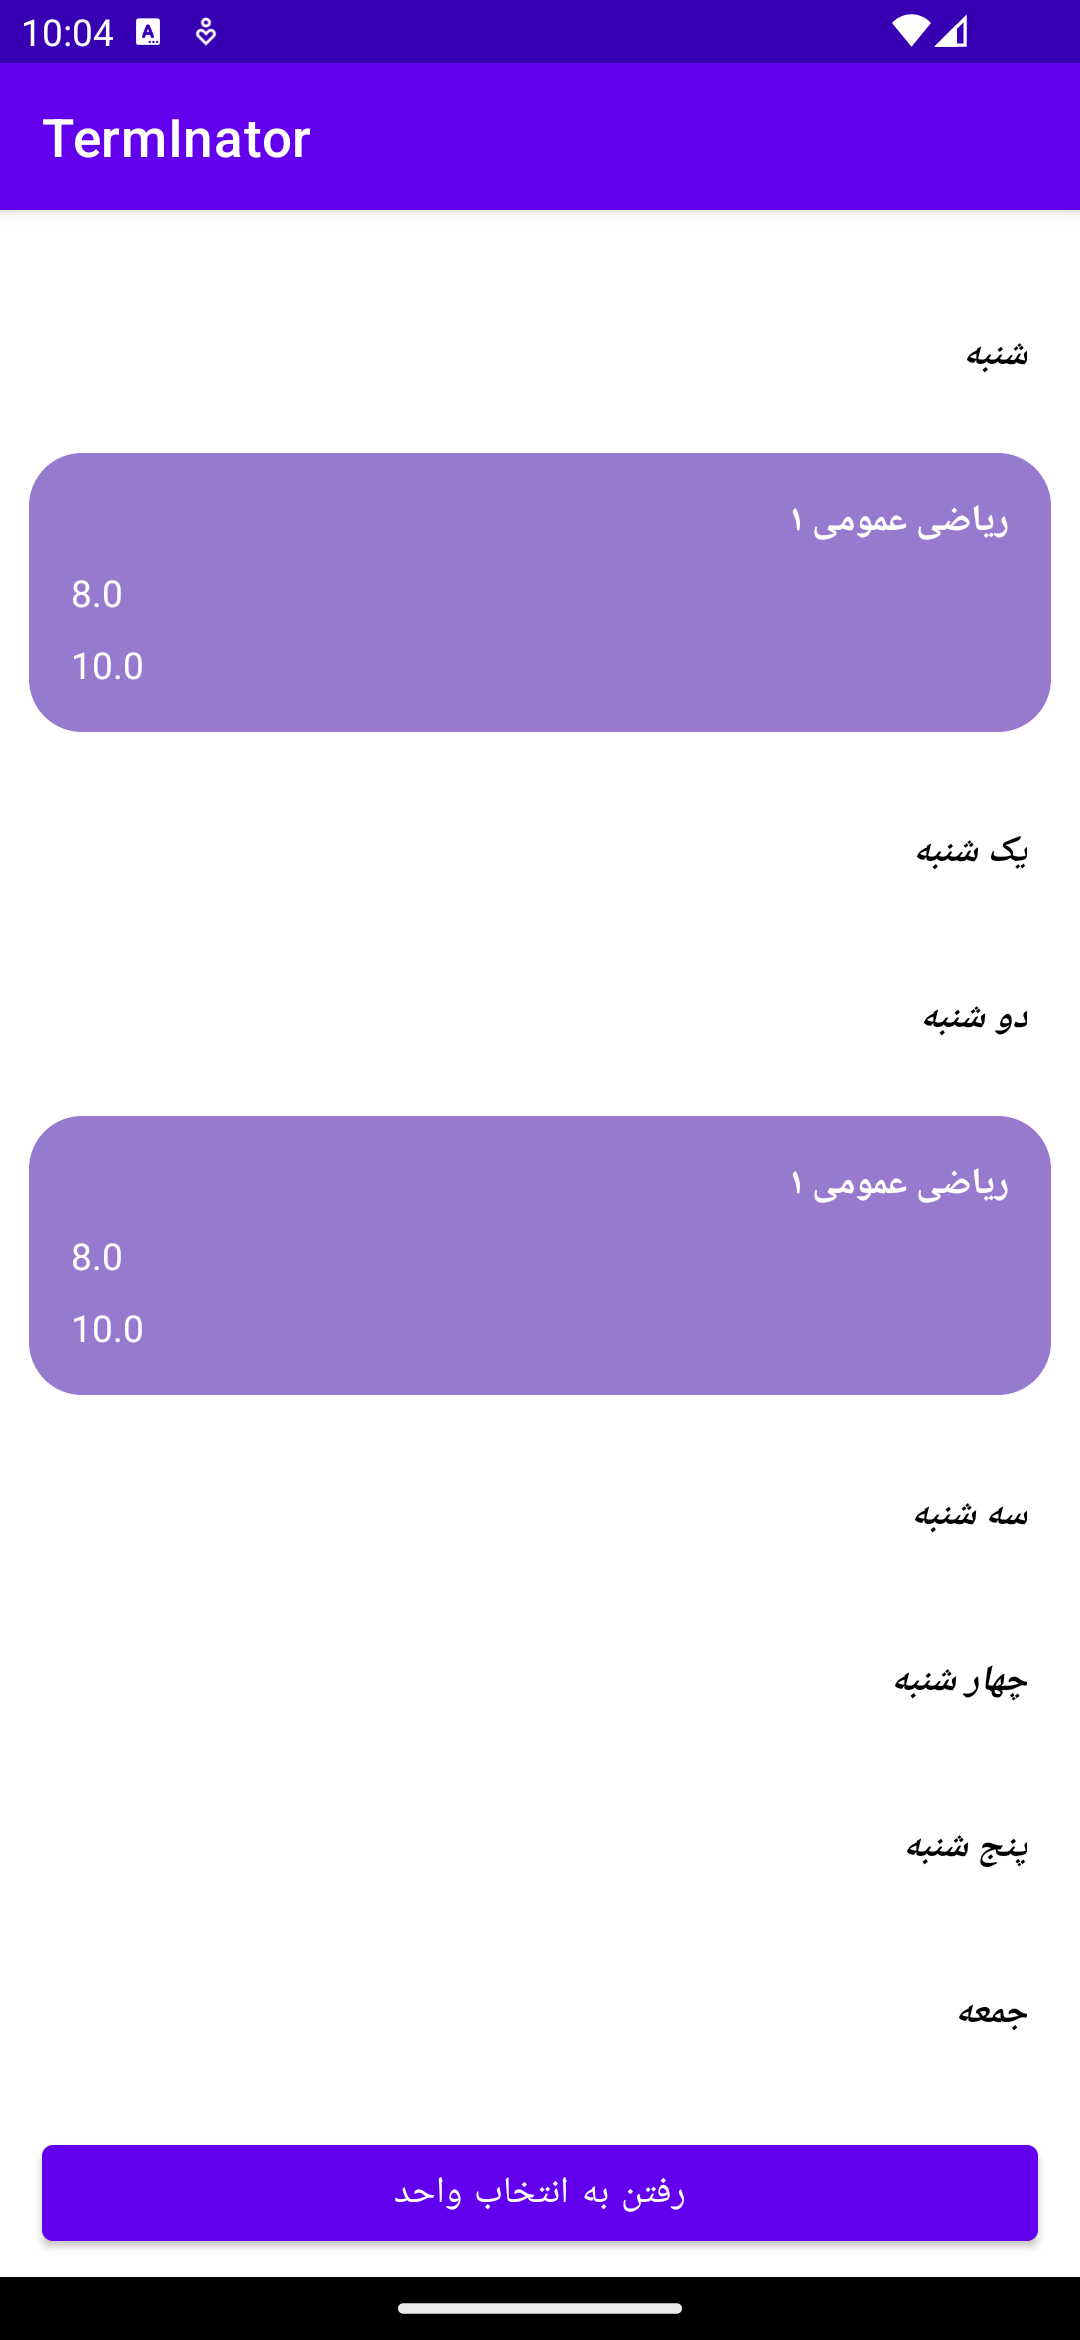 10:04
TermInator
شنبه
ریاضی عمومی ۱
8.0
10.0
یک شنبه
دو شنبه
ریاضی عمومی ۱
8.0
10.0
سه شنبه
چهار شنبه
پنج شنبه
جمعه
رفتن به انتخاب واحد